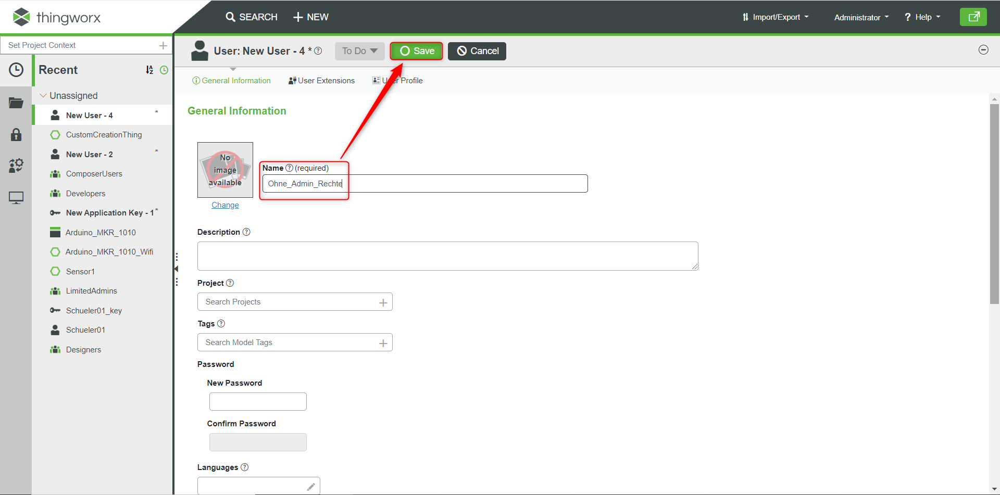 thingworx
SEARCH
NEW
Import/Export
Administrator
? Help
Set Project Context
User: New User - 4 *
To Do
Save
Cancel
Recent
General Information
User Extensions
User Profile
Unassigned
New User - 4 *
CustomCreationThing
New User - 2 *
ComposerUsers
Developers
New Application Key - 1 *
Arduino_MKR_1010
Arduino_MKR_1010_Wifi
Sensor1
LimitedAdmins
Schueler01_key
Schueler01
Designers
General Information
No
image
available
Change
Name (required)
Ohne_Admin_Rechte
Description
Project
Search Projects
Tags
Search Model Tags
Password
New Password
Confirm Password
Languages